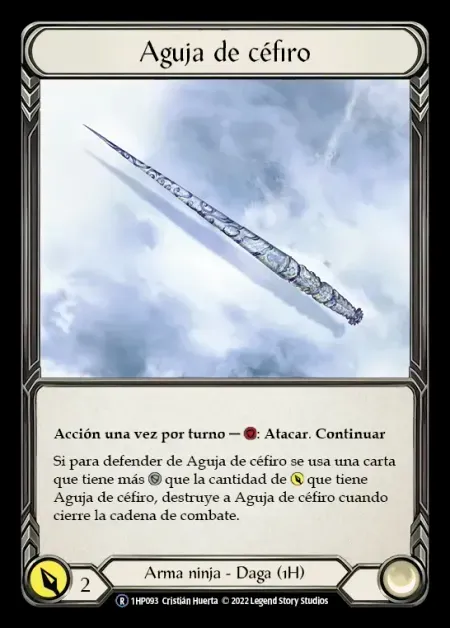 Aguja de céfiro
Acción una vez por turno — : Atacar. Continuar
Si para defender de Aguja de céfiro se usa una carta
que tiene más que la cantidad de que tiene
Aguja de céfiro, destruye a Aguja de céfiro cuando
cierre la cadena de combate.
2
Arma ninja - Daga (1H)
R 1HP093 Cristián Huerta © 2022 Legend Story Studios